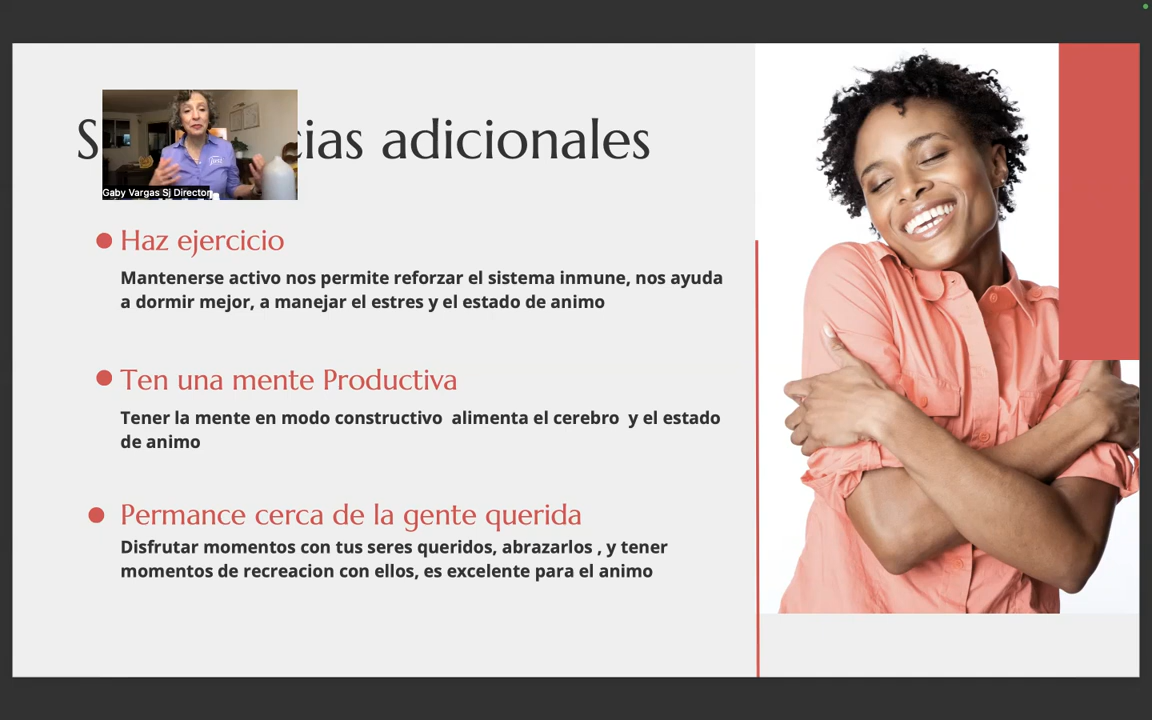 S cias adicionales
Gaby Vargas Sj Director
Haz ejercicio
Mantenerse activo nos permite reforzar el sistema inmune, nos ayuda
a dormir mejor, a manejar el estres y el estado de animo
Ten una mente Productiva
Tener la mente en modo constructivo alimenta el cerebro y el estado
de animo
Permance cerca de la gente querida
Disfrutar momentos con tus seres queridos, abrazarlos , y tener
momentos de recreacion con ellos, es excelente para el animo